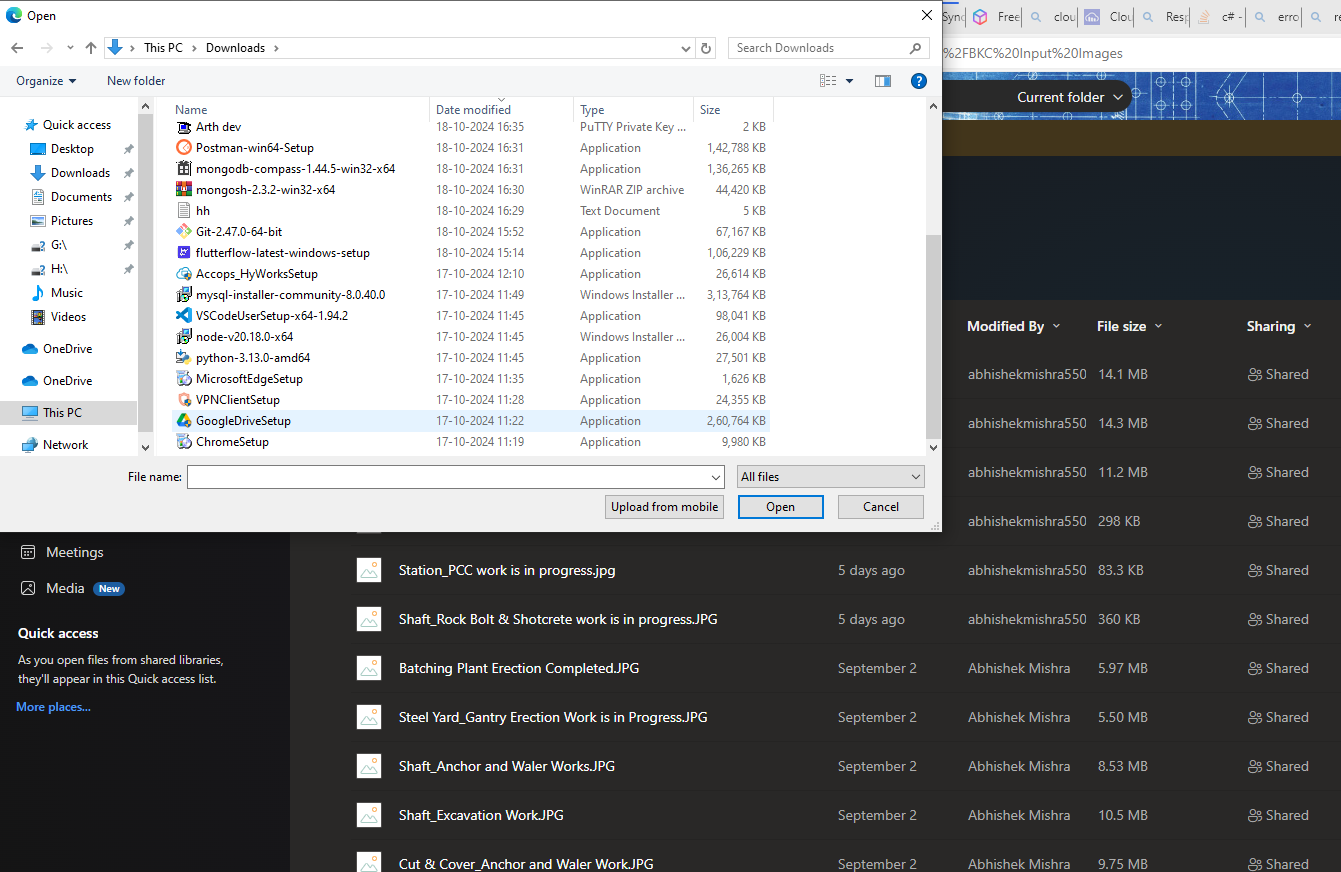 Open
Sync
Free
clou
Clou
Resp
c# -
erro
re
This PC
Downloads
Search Downloads
%2FBKC%20Input%20Images
Organize
New folder
Current folder
Name Date modified Type Size
Arth dev 18-10-2024 16:35 PuTTY Private Key ... 2 KB
Postman-win64-Setup 18-10-2024 16:31 Application 1,42,788 KB
mongodb-compass-1.44.5-win32-x64 18-10-2024 16:31 Application 1,36,265 KB
mongosh-2.3.2-win32-x64 18-10-2024 16:30 WinRAR ZIP archive 44,420 KB
hh 18-10-2024 16:29 Text Document 5 KB
Git-2.47.0-64-bit 18-10-2024 15:52 Application 67,167 KB
flutterflow-latest-windows-setup 18-10-2024 15:14 Application 1,06,229 KB
Accops_HyWorksSetup 17-10-2024 12:10 Application 26,614 KB
mysql-installer-community-8.0.40.0 17-10-2024 11:49 Windows Installer ... 3,13,764 KB
VSCodeUserSetup-x64-1.94.2 17-10-2024 11:45 Application 98,041 KB
node-v20.18.0-x64 17-10-2024 11:45 Windows Installer ... 26,004 KB
python-3.13.0-amd64 17-10-2024 11:45 Application 27,501 KB
MicrosoftEdgeSetup 17-10-2024 11:35 Application 1,626 KB
VPNClientSetup 17-10-2024 11:28 Application 24,355 KB
GoogleDriveSetup 17-10-2024 11:22 Application 2,60,764 KB
ChromeSetup 17-10-2024 11:19 Application 9,980 KB
Quick access
Desktop
Downloads
Documents
Pictures
G:\
H:\
Music
Videos
OneDrive
OneDrive
This PC
Network
File name:
All files
Upload from mobile
Open
Cancel
Modified By File size Sharing
abhishekmishra550 14.1 MB Shared
abhishekmishra550 14.3 MB Shared
abhishekmishra550 11.2 MB Shared
abhishekmishra550 298 KB Shared
Station_PCC work is in progress.jpg 5 days ago abhishekmishra550 83.3 KB Shared
Shaft_Rock Bolt & Shotcrete work is in progress.JPG 5 days ago abhishekmishra550 360 KB Shared
Batching Plant Erection Completed.JPG September 2 Abhishek Mishra 5.97 MB Shared
Steel Yard_Gantry Erection Work is in Progress.JPG September 2 Abhishek Mishra 5.50 MB Shared
Shaft_Anchor and Waler Works.JPG September 2 Abhishek Mishra 8.53 MB Shared
Shaft_Excavation Work.JPG September 2 Abhishek Mishra 10.5 MB Shared
Cut & Cover_Anchor and Waler Work.JPG September 2 Abhishek Mishra 9.75 MB Shared
Meetings
Media New
Quick access
As you open files from shared libraries,
they'll appear in this Quick access list.
More places...